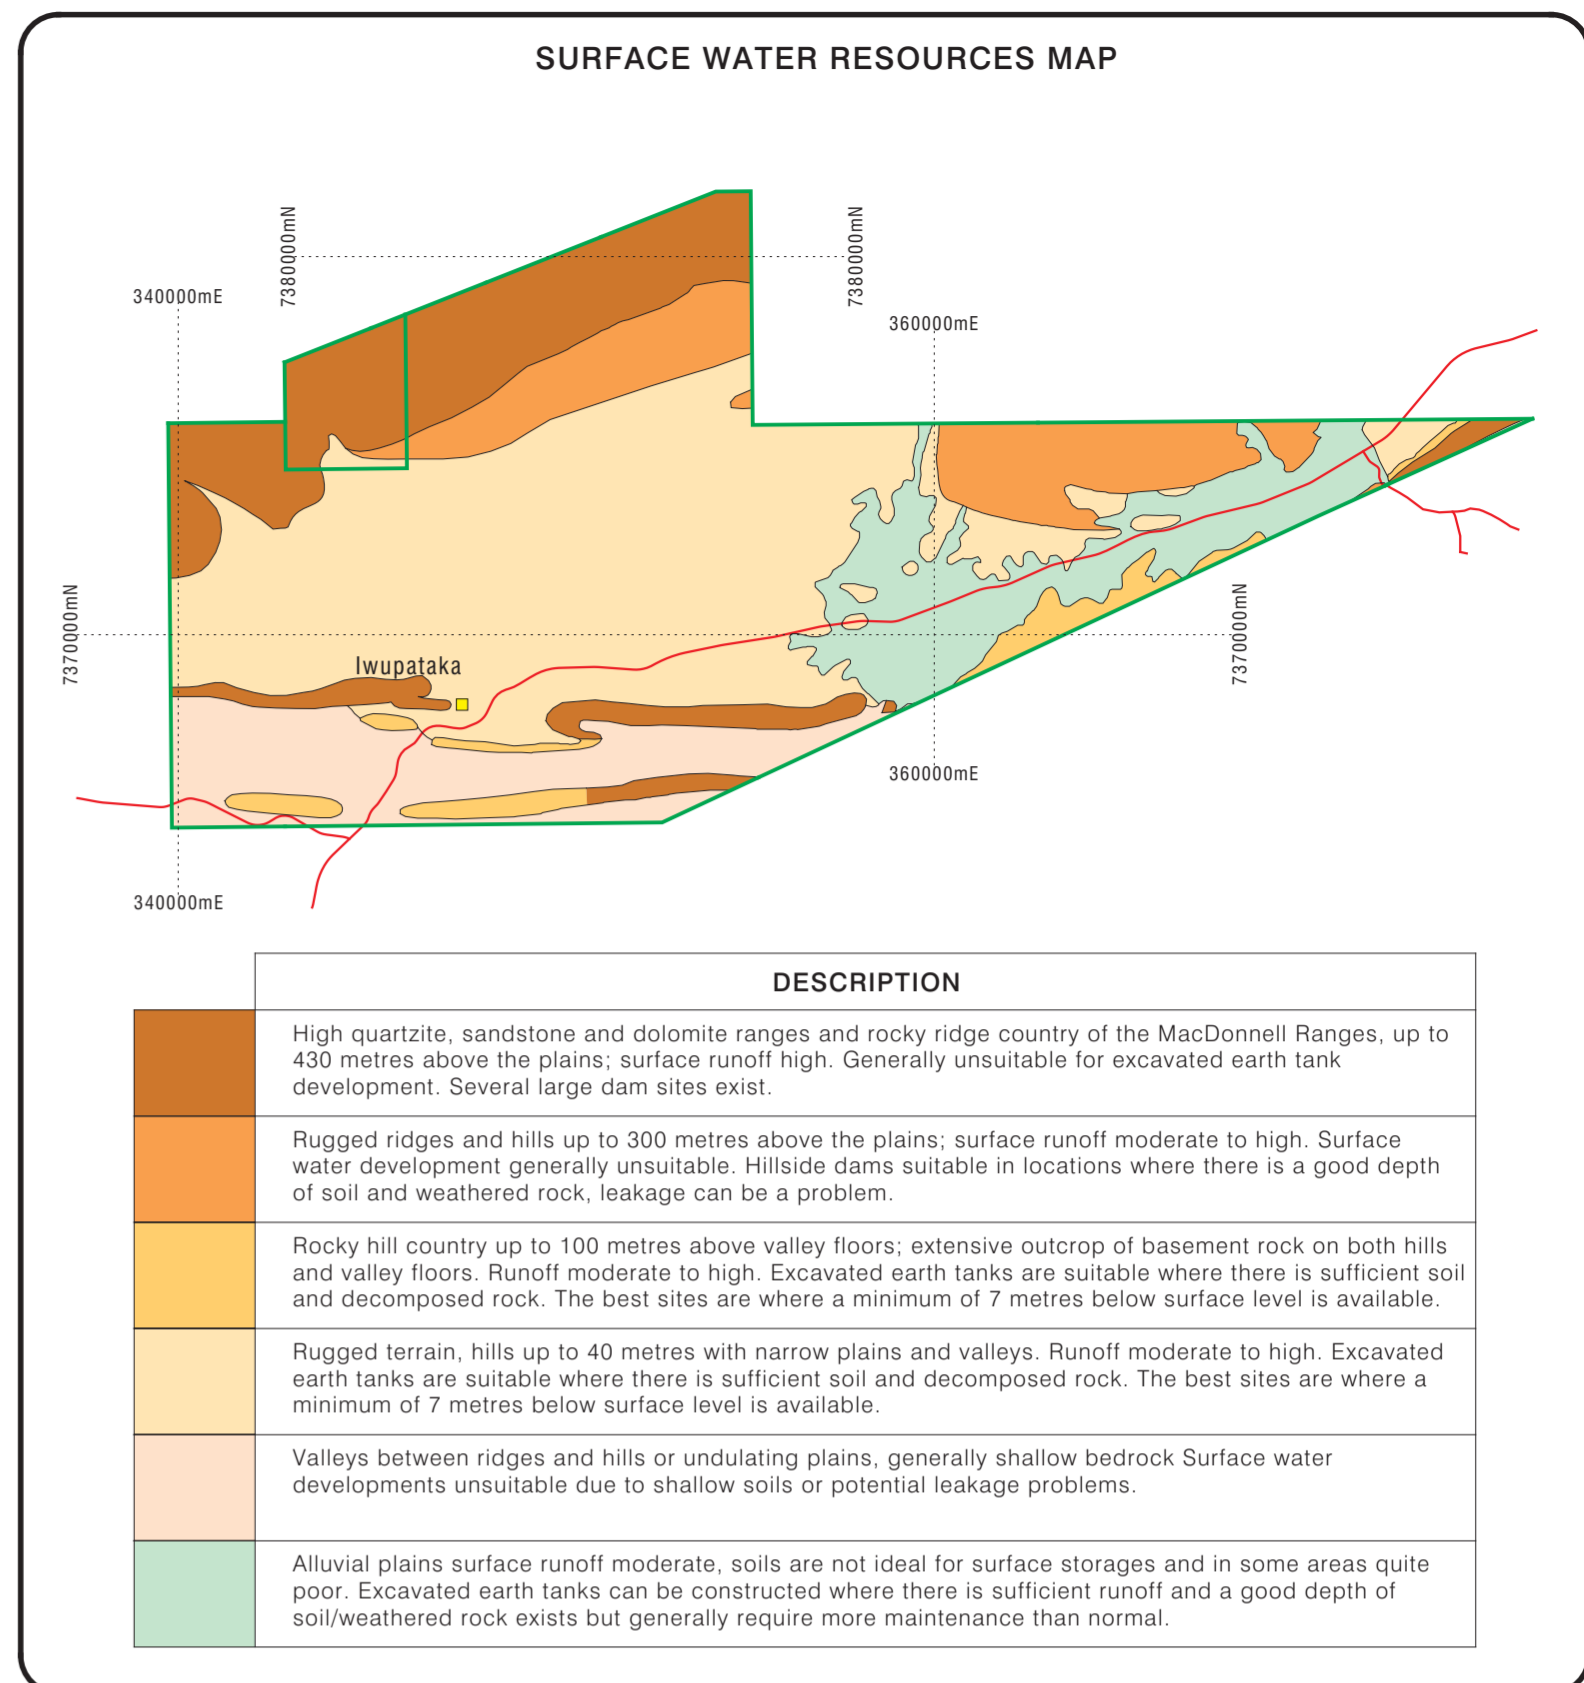 SURFACE WATER RESOURCES MAP
7380000mN
7380000mN
340000mE
360000mE
7370000mN
7370000mN
Iwupataka
360000mE
340000mE
DESCRIPTION
High quartzite, sandstone and dolomite ranges and rocky ridge country of the MacDonnell Ranges, up to
430 metres above the plains; surface runoff high. Generally unsuitable for excavated earth tank
development. Several large dam sites exist.
Rugged ridges and hills up to 300 metres above the plains; surface runoff moderate to high. Surface
water development generally unsuitable. Hillside dams suitable in locations where there is a good depth
of soil and weathered rock, leakage can be a problem.
Rocky hill country up to 100 metres above valley floors; extensive outcrop of basement rock on both hills
and valley floors. Runoff moderate to high. Excavated earth tanks are suitable where there is sufficient soil
and decomposed rock. The best sites are where a minimum of 7 metres below surface level is available.
Rugged terrain, hills up to 40 metres with narrow plains and valleys. Runoff moderate to high. Excavated
earth tanks are suitable where there is sufficient soil and decomposed rock. The best sites are where a
minimum of 7 metres below surface level is available.
Valleys between ridges and hills or undulating plains, generally shallow bedrock Surface water
developments unsuitable due to shallow soils or potential leakage problems.
Alluvial plains surface runoff moderate, soils are not ideal for surface storages and in some areas quite
poor. Excavated earth tanks can be constructed where there is sufficient runoff and a good depth of
soil/weathered rock exists but generally require more maintenance than normal.